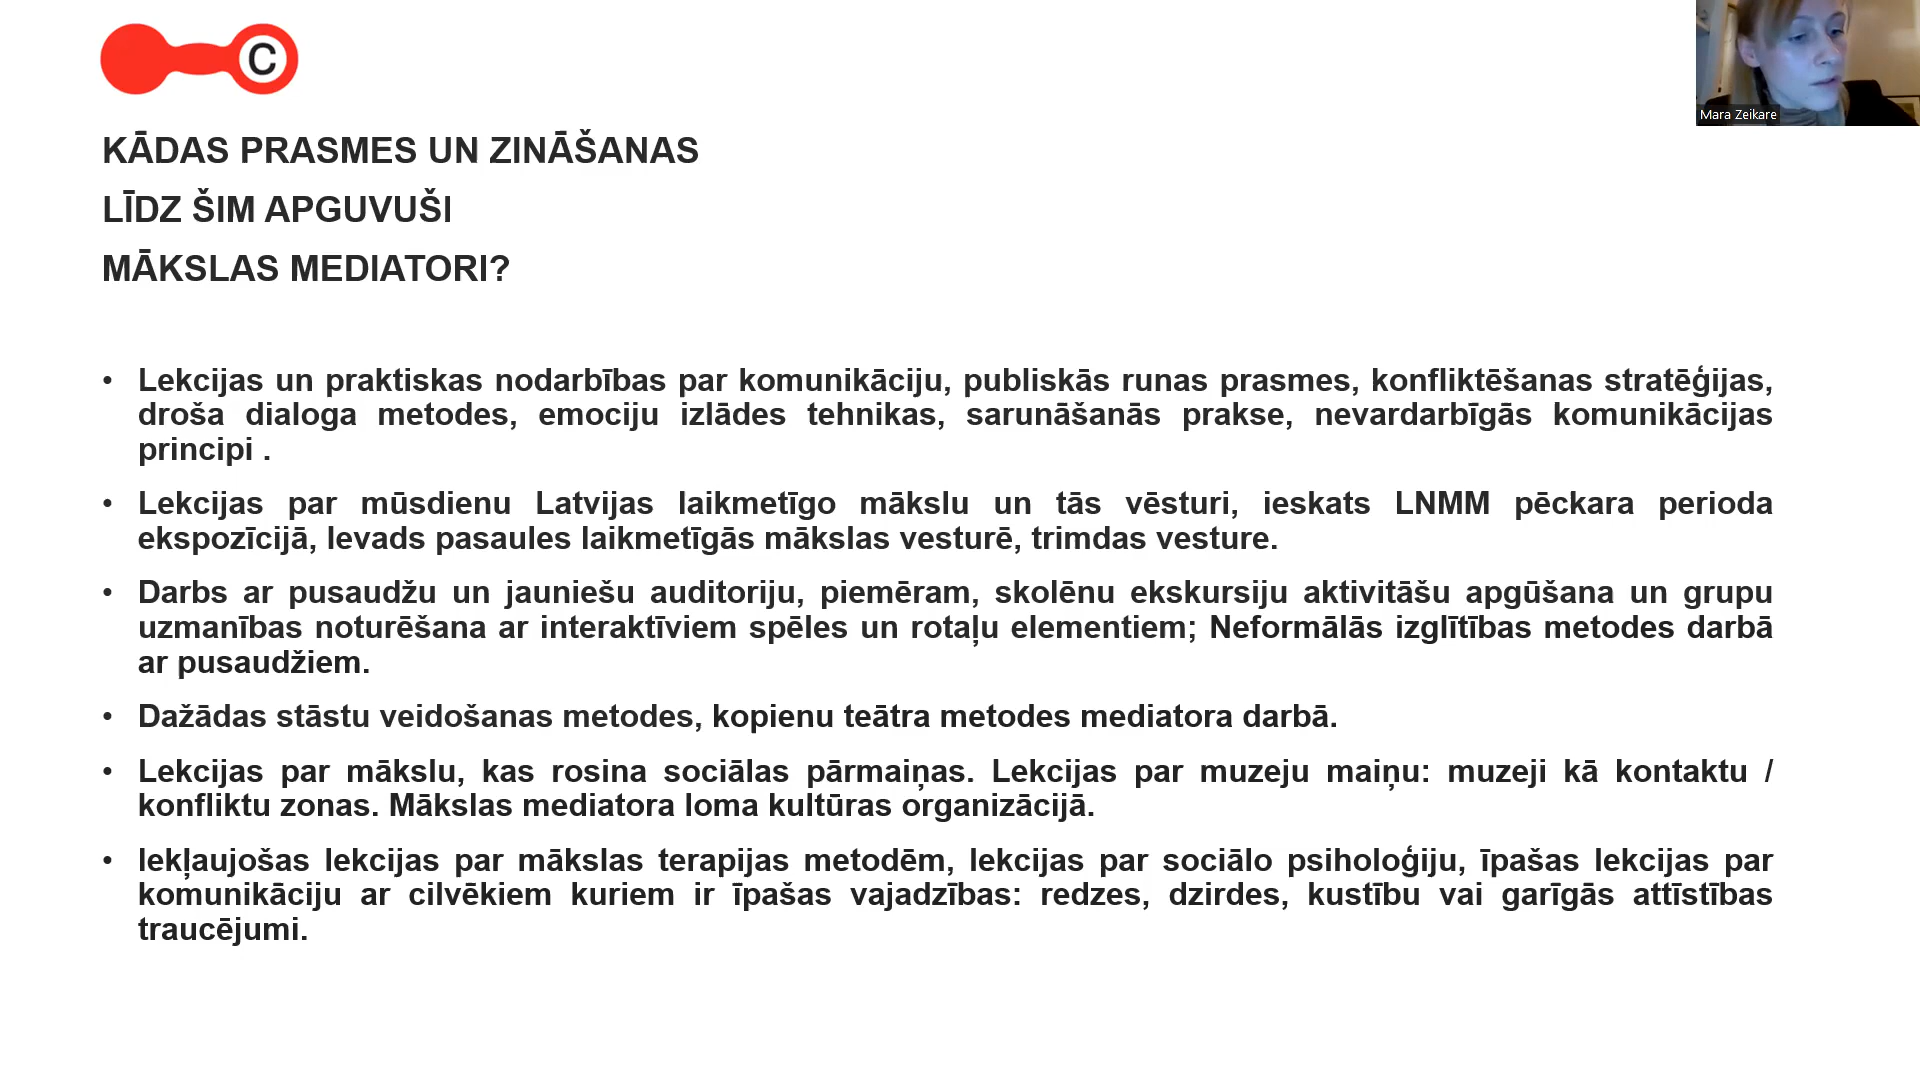 C
Mara Zeikare
KĀDAS PRASMES UN ZINĀŠANAS
LĪDZ ŠIM APGUVUŠI
MĀKSLAS MEDIATORI?
• Lekcijas un praktiskas nodarbības par komunikāciju, publiskās runas prasmes, konfliktēšanas stratēģijas,
droša dialoga metodes, emociju izlādes tehnikas, sarunāšanās prakse, nevardarbīgās komunikācijas
principi .
• Lekcijas par mūsdienu Latvijas laikmetīgo mākslu un tās vēsturi, ieskats LNMM pēckara perioda
ekspozīcijā, Ievads pasaules laikmetīgās mākslas vesturē, trimdas vesture.
• Darbs ar pusaudžu un jauniešu auditoriju, piemēram, skolēnu ekskursiju aktivitāšu apgūšana un grupu
uzmanības noturēšana ar interaktīviem spēles un rotaļu elementiem; Neformālās izglītības metodes darbā
ar pusaudžiem.
• Dažādas stāstu veidošanas metodes, kopienu teātra metodes mediatora darbā.
• Lekcijas par mākslu, kas rosina sociālas pārmaiņas. Lekcijas par muzeju maiņu: muzeji kā kontaktu /
konfliktu zonas. Mākslas mediatora loma kultūras organizācijā.
• Iekļaujošas lekcijas par mākslas terapijas metodēm, lekcijas par sociālo psiholoģiju, īpašas lekcijas par
komunikāciju ar cilvēkiem kuriem ir īpašas vajadzības: redzes, dzirdes, kustību vai garīgās attīstības
traucējumi.